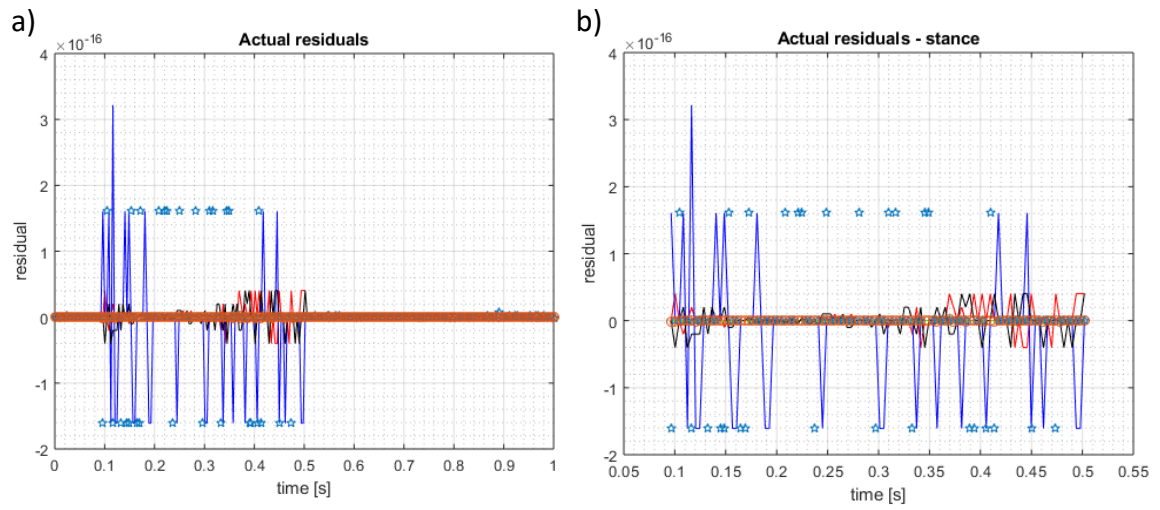 a)
×10⁻¹⁶
Actual residuals
4
3
2
1
0
-1
-2
residual
0 0.1 0.2 0.3 0.4 0.5 0.6 0.7 0.8 0.9 1
time [s]
b)
×10⁻¹⁶
Actual residuals - stance
4
3
2
1
0
-1
-2
residual
0.05 0.1 0.15 0.2 0.25 0.3 0.35 0.4 0.45 0.5 0.55
time [s]